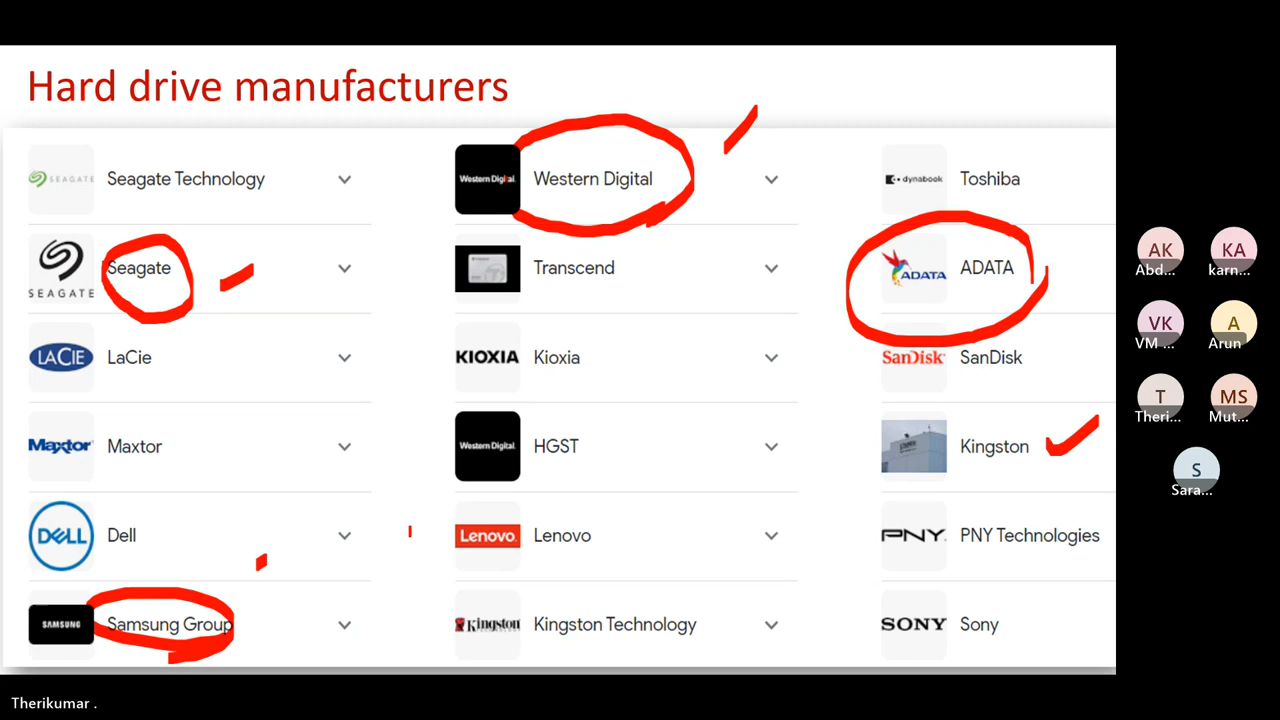 Hard drive manufacturers
SEAGATE Seagate Technology
Western Digital Western Digital
dynabook Toshiba
SEAGATE Seagate
Transcend
ADATA ADATA
LACIE LaCie
KIOXIA Kioxia
SanDisk SanDisk
Maxtor Maxtor
Western Digital HGST
Kingston
DELL Dell
Lenovo Lenovo
PNY PNY Technologies
SAMSUNG Samsung Group
Kingston Kingston Technology
SONY Sony
AK
Abd...
KA
karn...
VK
VM ...
A
Arun
T
Theri...
MS
Mut...
S
Sara...
Therikumar .